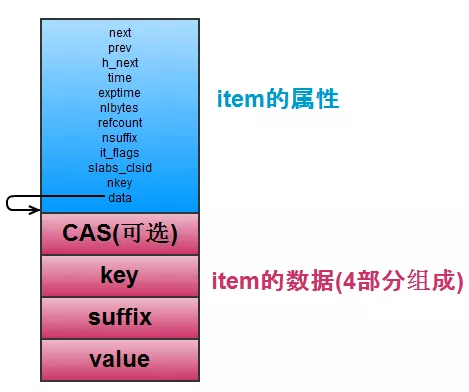 next
prev
h_next
time
exptime
nlbytes
refcount
nsuffix
it_flags
slabs_clsid
nkey
data
item的属性
CAS(可选)
key
suffix
value
item的数据(4部分组成)